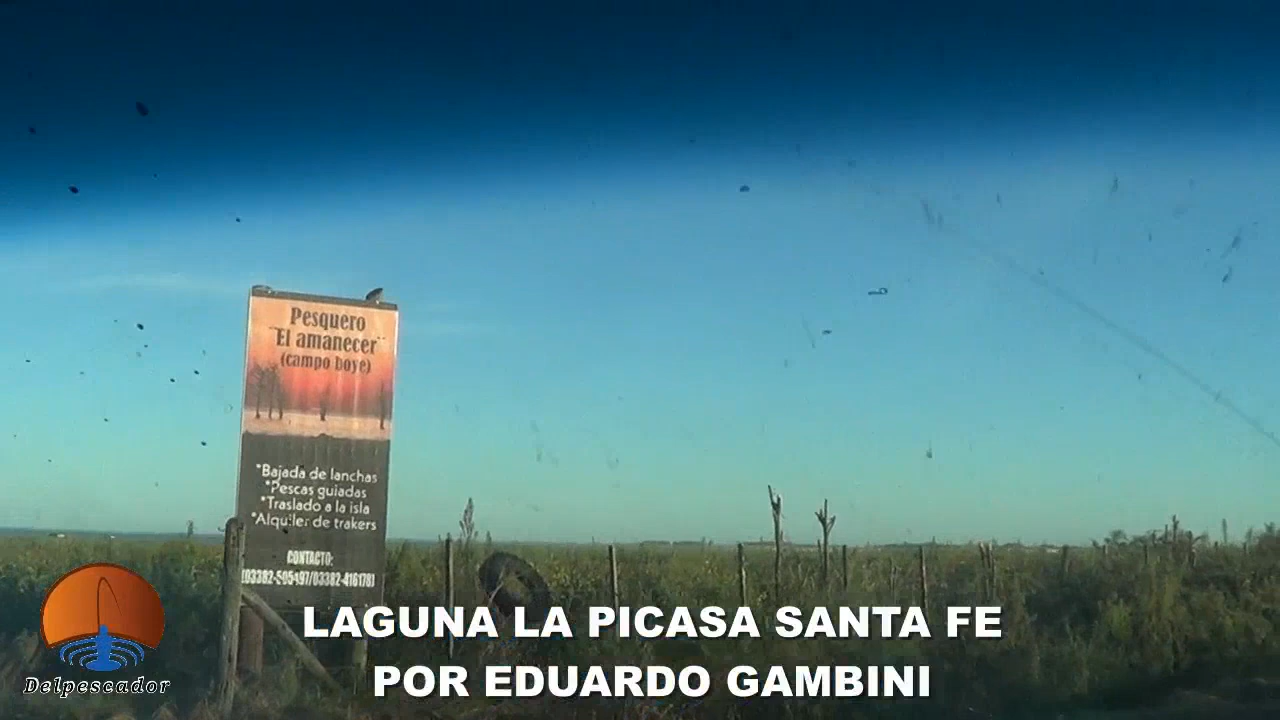 Pesquero
"El amanecer"
(campo boye)
*Bajada de lanchas
*Pescas guiadas
*Traslado a la isla
*Alquiler de trakers
CONTACTO:
(03382-505497/03382-416178)
LAGUNA LA PICASA SANTA FE
POR EDUARDO GAMBINI
Delpescador